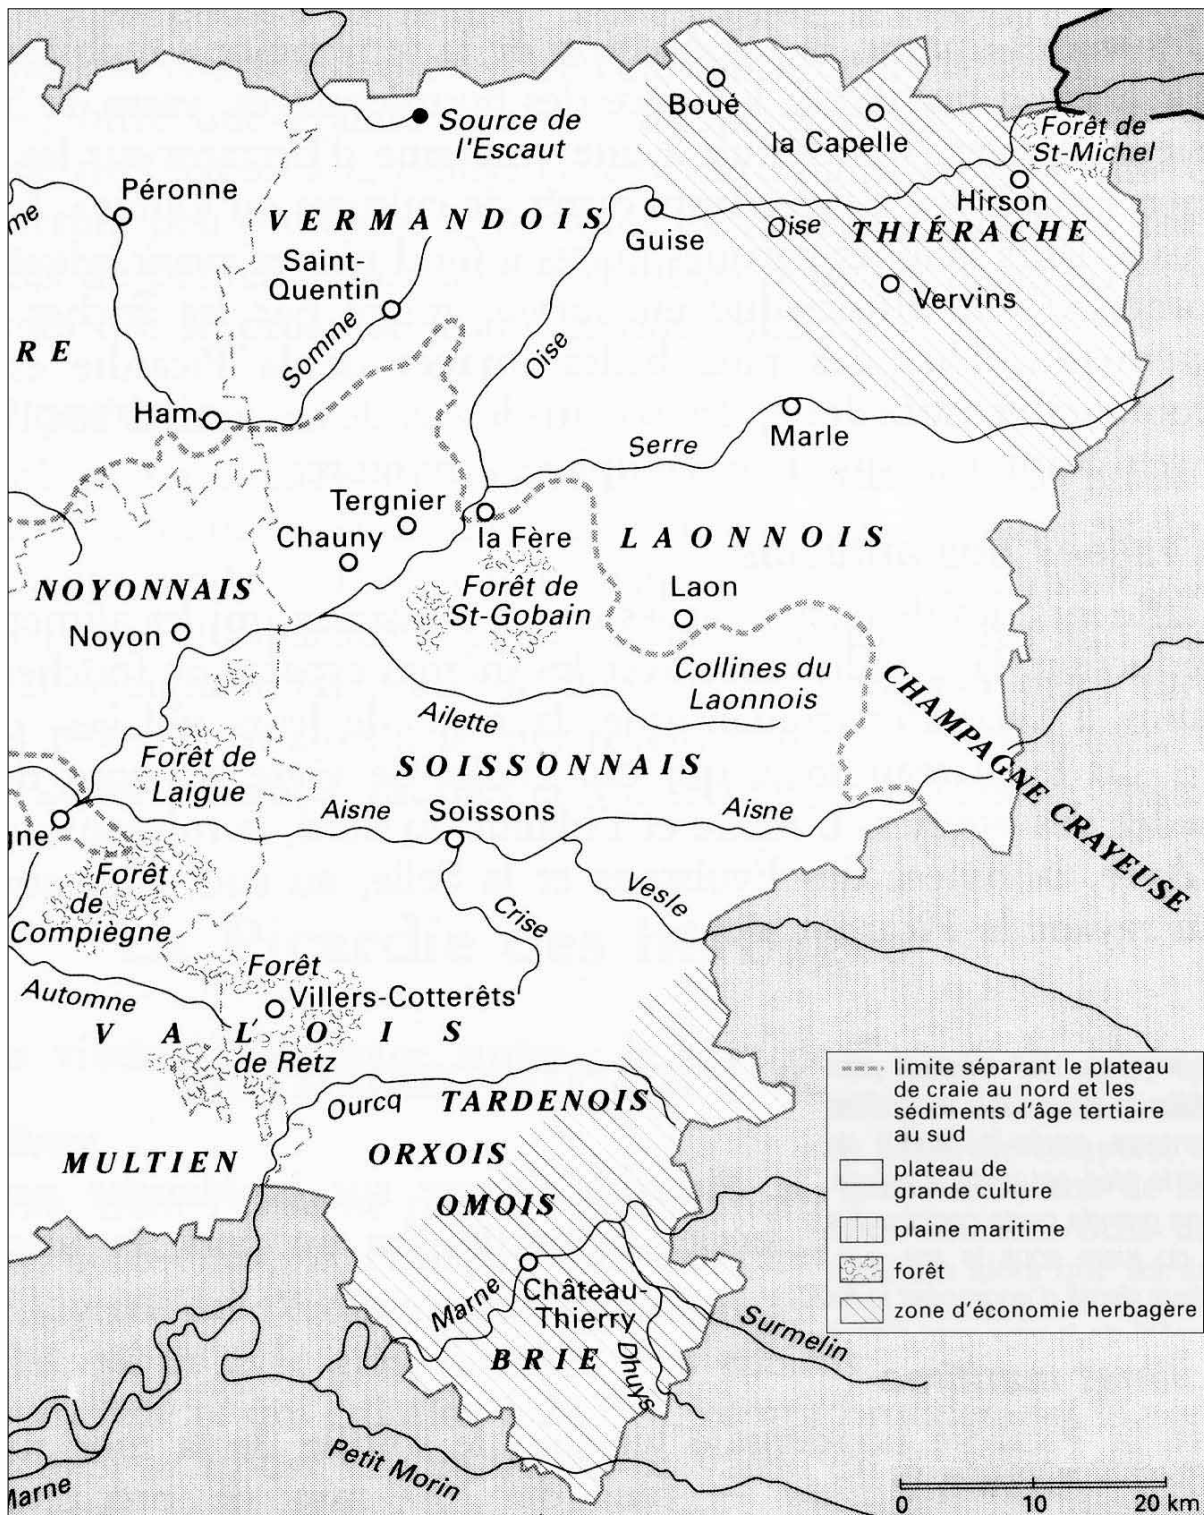 Boué
la Capelle
Source de
l'Escaut
Forêt de
St-Michel
Péronne
Hirson
VERMANDOIS
Guise
Oise
THIÉRACHE
Saint-
Quentin
Vervins
Somme
Oise
RE
Ham
Marle
Serre
Tergnier
Chauny
la Fère
LAONNOIS
NOYONNAIS
Forêt de
St-Gobain
Laon
Noyon
Collines du
Laonnois
CHAMPAGNE CRAYEUSE
Ailette
Forêt de
Laigue
SOISSONNAIS
Aisne
Soissons
Aisne
gne
Forêt
de
Compiègne
Vesle
Crise
Forêt
Automne
Villers-Cotterêts
VALOIS
de Retz
Ourcq
TARDENOIS
MULTIEN
ORXOIS
OMOIS
Marne
Château-
Thierry
BRIE
Dhuys
Surmelin
Petit Morin
Marne
limite séparant le plateau
de craie au nord et les
sédiments d'âge tertiaire
au sud
plateau de
grande culture
plaine maritime
forêt
zone d'économie herbagère
0 10 20 km